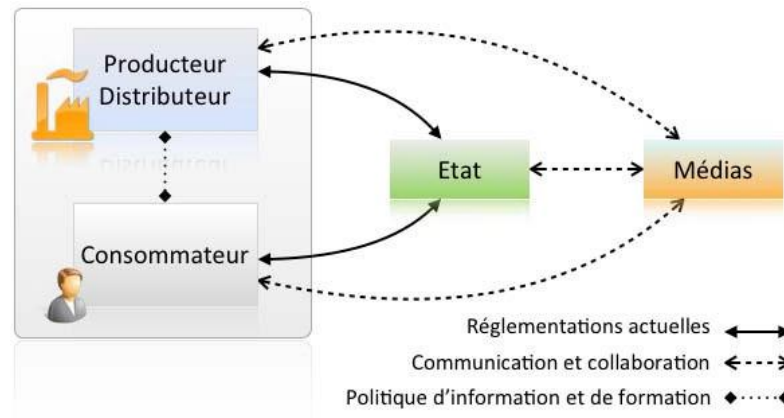 Producteur
Distributeur
Etat
Médias
Consommateur
Réglementations actuelles
Communication et collaboration
Politique d'information et de formation